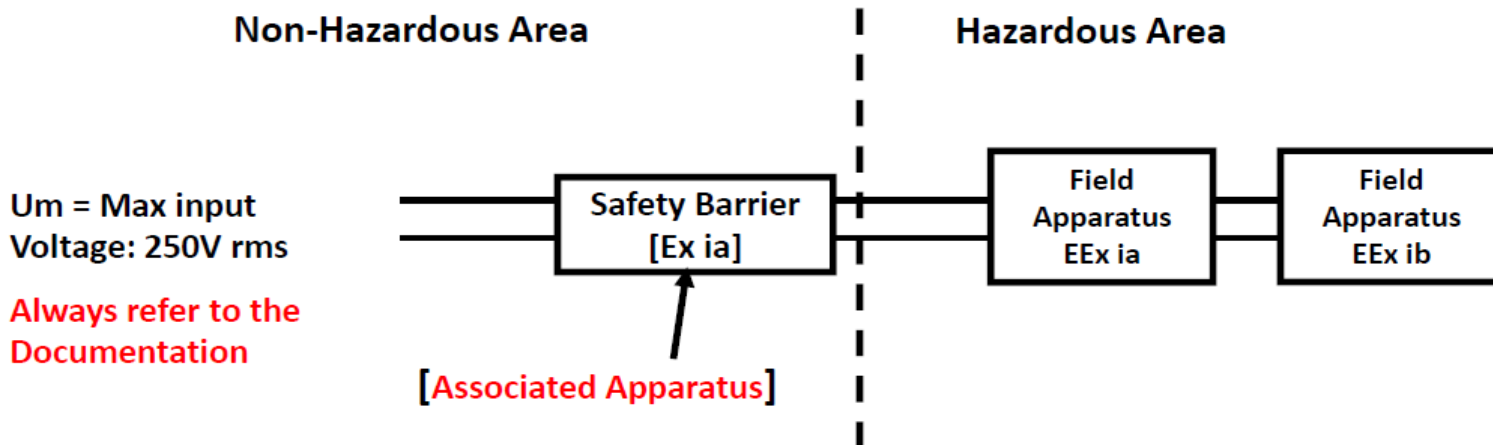 Non-Hazardous Area
Hazardous Area
Um = Max input
Voltage: 250V rms
Always refer to the
Documentation
Safety Barrier
[Ex ia]
[Associated Apparatus]
Field
Apparatus
EEx ia
Field
Apparatus
EEx ib